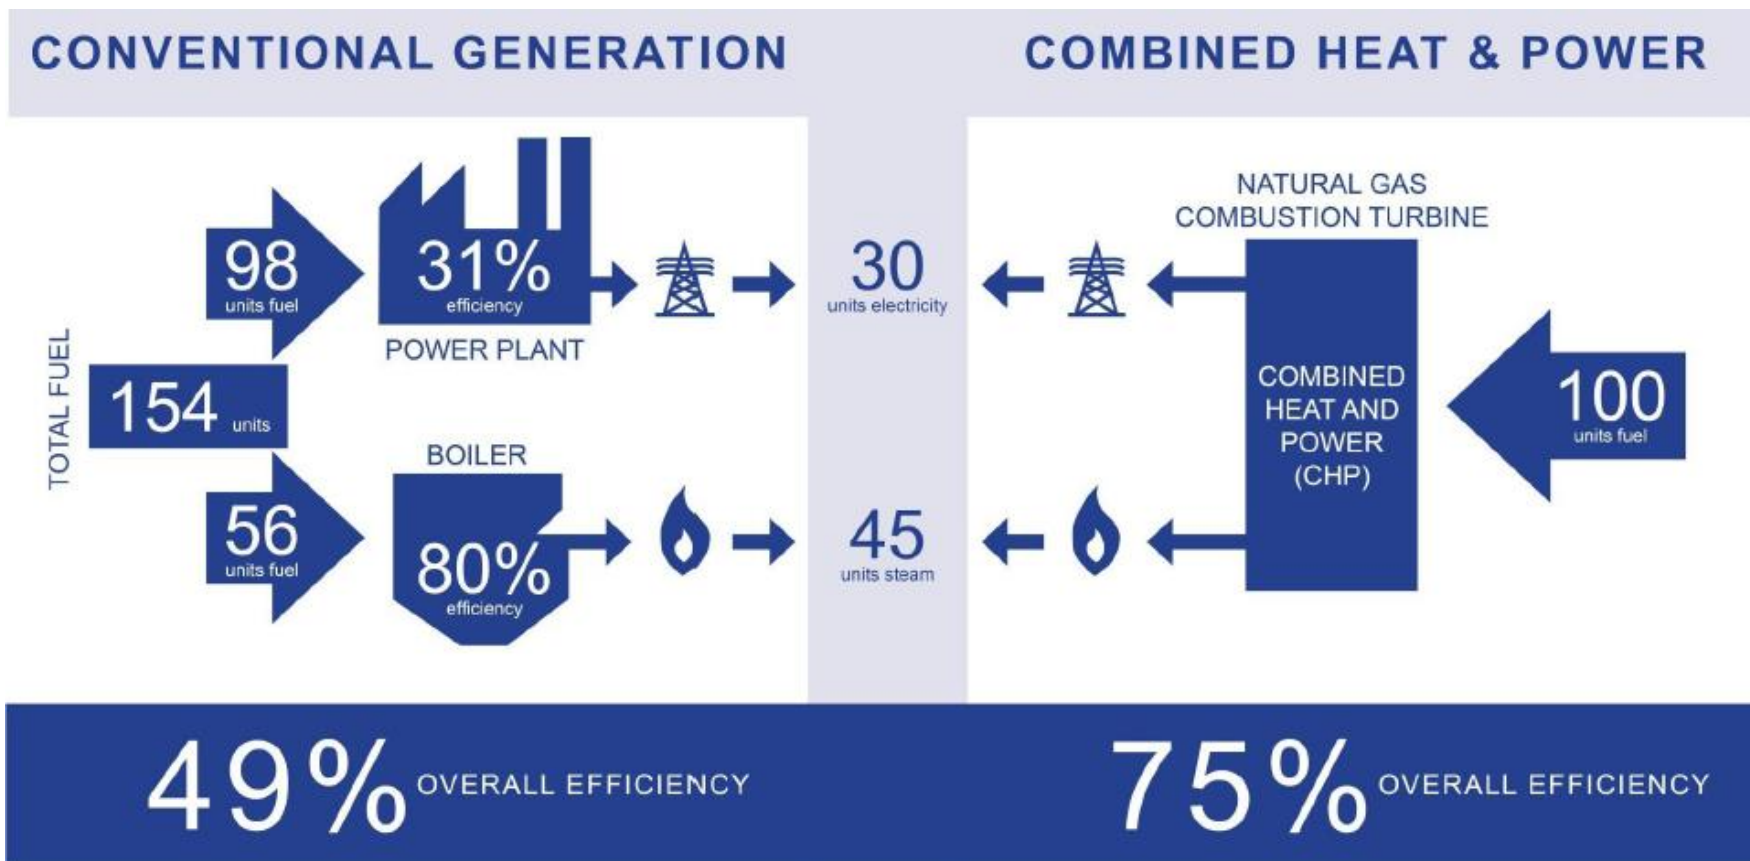 CONVENTIONAL GENERATION
COMBINED HEAT & POWER
TOTAL FUEL
154 units
98
units fuel
31%
efficiency
POWER PLANT
56
units fuel
BOILER
80%
efficiency
30
units electricity
45
units steam
NATURAL GAS
COMBUSTION TURBINE
COMBINED
HEAT AND
POWER
(CHP)
100
units fuel
49% OVERALL EFFICIENCY
75% OVERALL EFFICIENCY